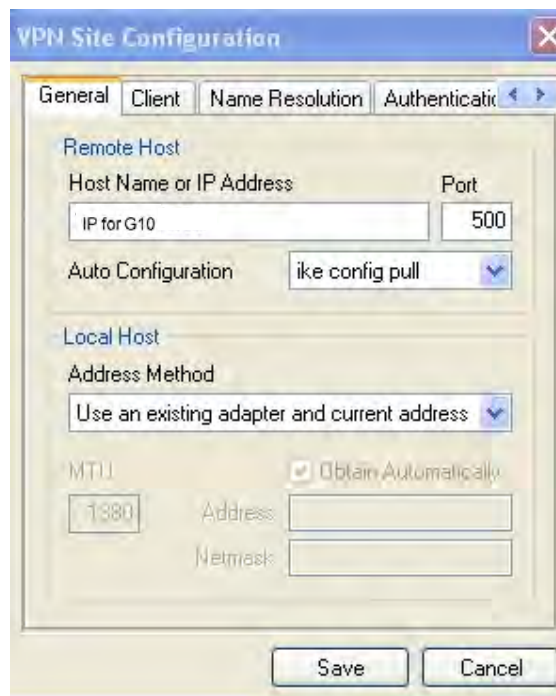 VPN Site Configuration
General Client Name Resolution Authenticatic
Remote Host
Host Name or IP Address Port
IP for G10 500
Auto Configuration ike config pull
Local Host
Address Method
Use an existing adapter and current address
MTU Obtain Automatically
1380 Address
Netmask
Save Cancel